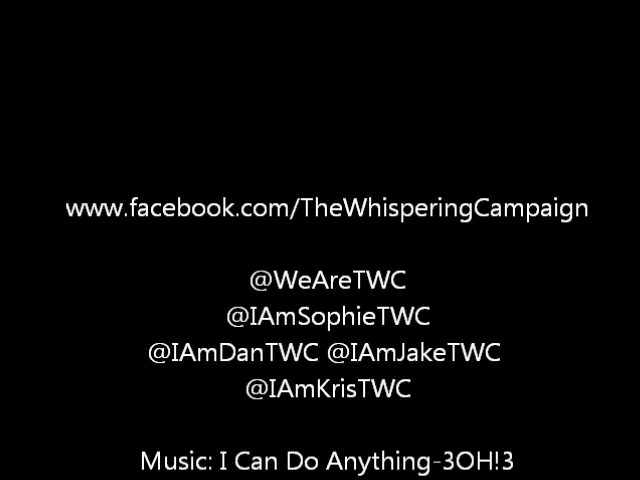 www.facebook.com/TheWhisperingCampaign
@WeAreTWC
@IAmSophieTWC
@IAmDanTWC @IAmJakeTWC
@IAmKrisTWC
Music: I Can Do Anything-3OH!3